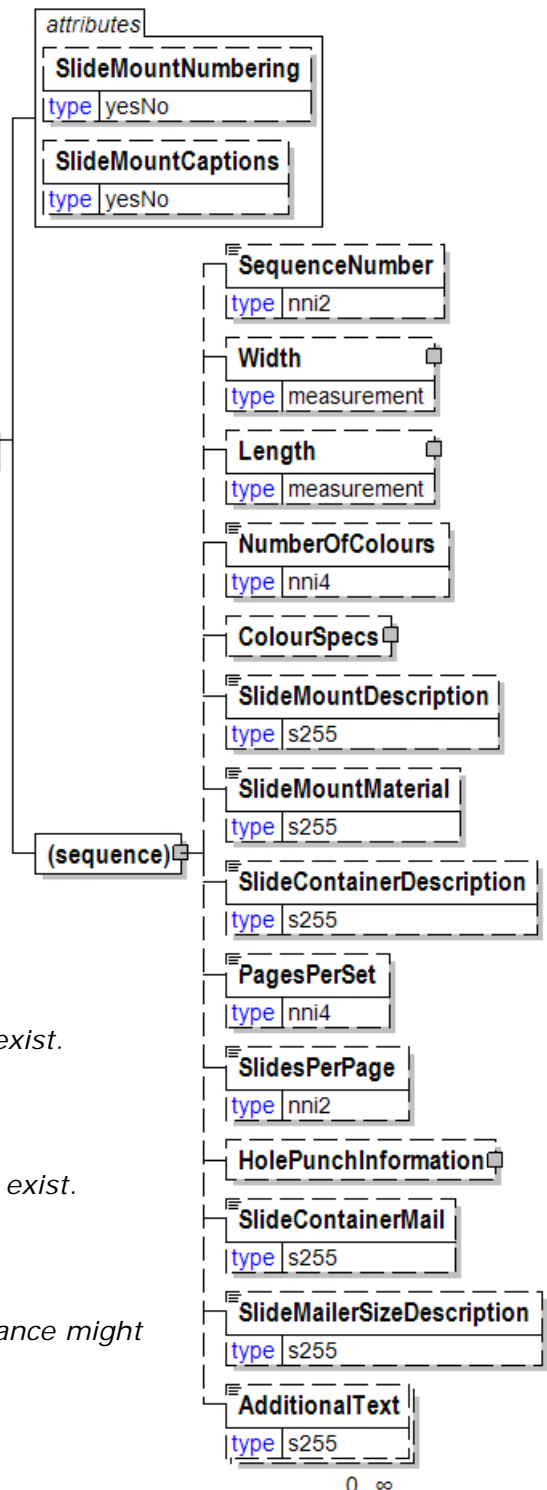 attributes
SlideMountNumbering
type yesNo
SlideMountCaptions
type yesNo
SequenceNumber
type nni2
Width
type measurement
Length
type measurement
NumberOfColours
type nni4
ColourSpecs
SlideMountDescription
type s255
SlideMountMaterial
type s255
(sequence)
SlideContainerDescription
type s255
PagesPerSet
type nni4
exist.
SlidesPerPage
type nni2
HolePunchInformation
exist.
SlideContainerMail
type s255
SlideMailerSizeDescription
type s255
ance might
AdditionalText
type s255
0 ∞